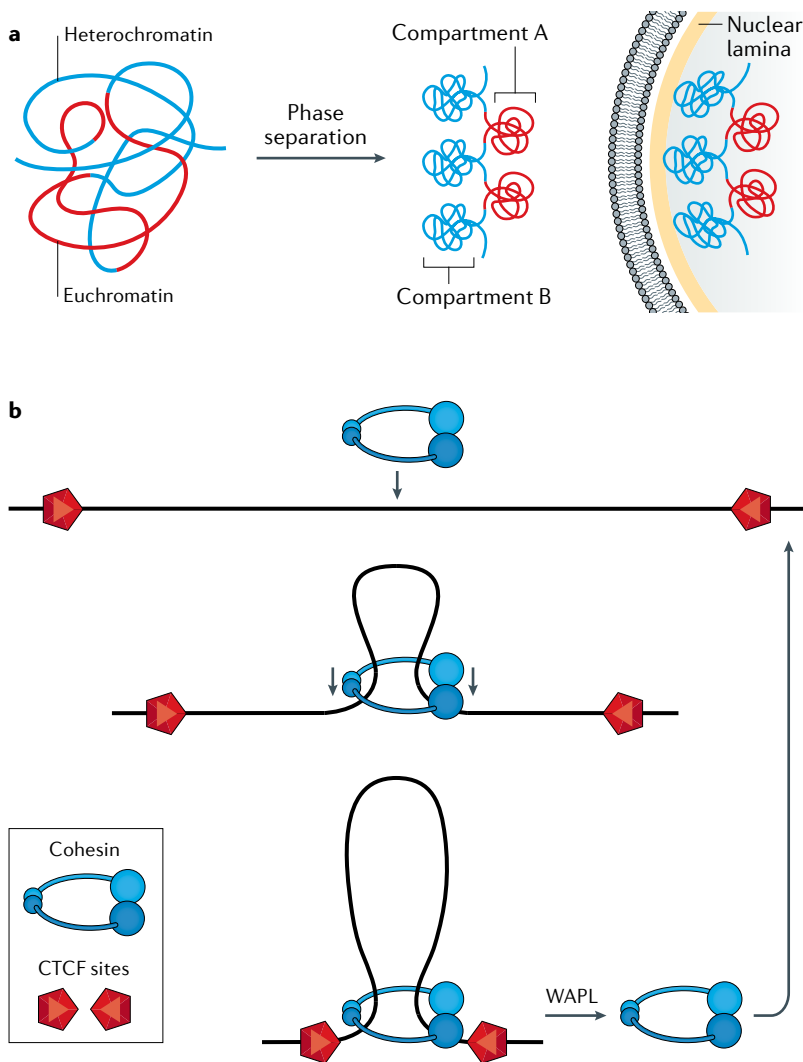 a
Heterochromatin
Euchromatin
Phase
separation
Compartment A
Compartment B
Nuclear
lamina
b
Cohesin
CTCF sites
WAPL